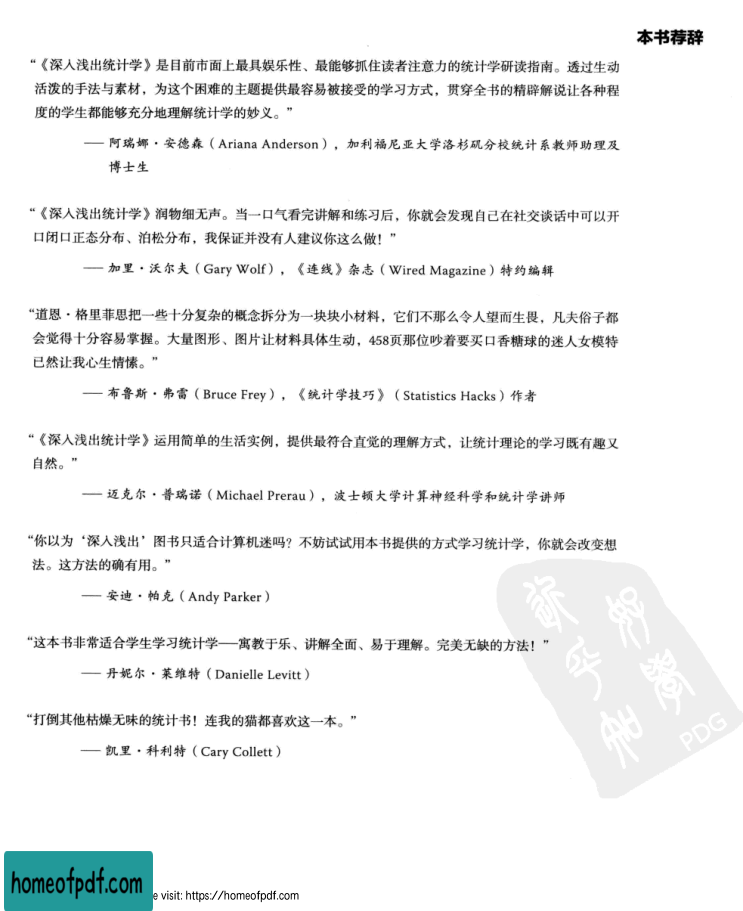 本书荐辞
“《深入浅出统计学》是目前市面上最具娱乐性、最能够抓住读者注意力的统计学研读指南。透过生动
活泼的手法与素材，为这个困难的主题提供最容易被接受的学习方式，贯穿全书的精辟解说让各种程
度的学生都能够充分地理解统计学的妙义。”
—— 阿瑞娜·安德森（Ariana Anderson），加利福尼亚大学洛杉矶分校统计系教师助理及
博士生
“《深入浅出统计学》润物细无声。当一口气看完讲解和练习后，你就会发现自己在社交谈话中可以开
口闭口正态分布、泊松分布，我保证并没有人建议你这么做！”
—— 加里·沃尔夫（Gary Wolf），《连线》杂志（Wired Magazine）特约编辑
“道恩·格里菲思把一些十分复杂的概念拆分为一块块小材料，它们不那么令人望而生畏，凡夫俗子都
会觉得十分容易掌握。大量图形、图片让材料具体生动，458页那位吵着要买口香糖球的迷人女模特
已然让我心生情愫。”
—— 布鲁斯·弗雷（Bruce Frey），《统计学技巧》（Statistics Hacks）作者
“《深入浅出统计学》运用简单的生活实例，提供最符合直觉的理解方式，让统计理论的学习既有趣又
自然。”
—— 迈克尔·普瑞诺（Michael Prerau），波士顿大学计算神经科学和统计学讲师
“你以为‘深入浅出’图书只适合计算机迷吗？不妨试试用本书提供的方式学习统计学，你就会改变想
法。这方法的确有用。”
—— 安迪·帕克（Andy Parker）
“这本书非常适合学生学习统计学——寓教于乐、讲解全面、易于理解。完美无缺的方法！”
—— 丹妮尔·莱维特（Danielle Levitt）
“打倒其他枯燥无味的统计书！连我的猫都喜欢这一本。”
—— 凯里·科利特（Cary Collett）
PDG
homeofpdf.com
e visit: https://homeofpdf.com